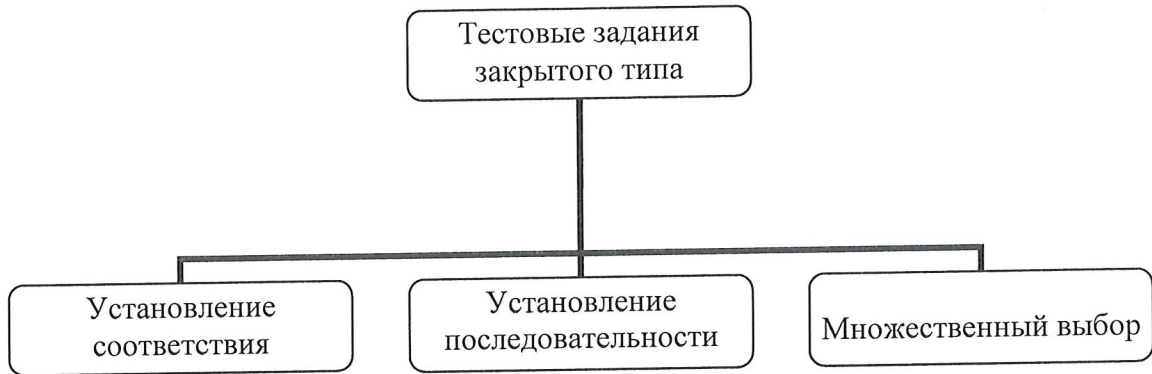 Тестовые задания
закрытого типа
Установление
соответствия
Установление
последовательности
Множественный выбор